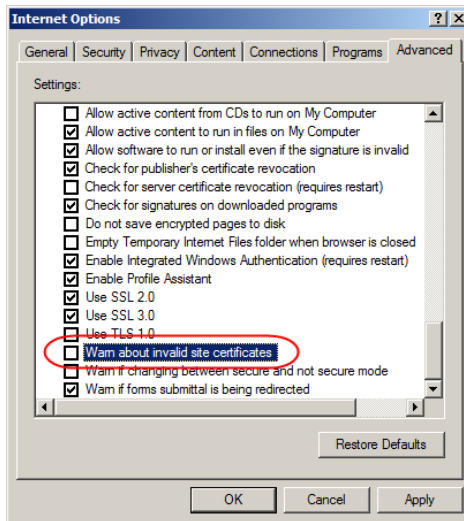 Internet Options
General Security Privacy Content Connections Programs Advanced
Settings:
Allow active content from CDs to run on My Computer
Allow active content to run in files on My Computer
Allow software to run or install even if the signature is invalid
Check for publisher's certificate revocation
Check for server certificate revocation (requires restart)
Check for signatures on downloaded programs
Do not save encrypted pages to disk
Empty Temporary Internet Files folder when browser is closed
Enable Integrated Windows Authentication (requires restart)
Enable Profile Assistant
Use SSL 2.0
Use SSL 3.0
Use TLS 1.0
Warn about invalid site certificates
Warn if changing between secure and not secure mode
Warn if forms submittal is being redirected
Restore Defaults
OK Cancel Apply